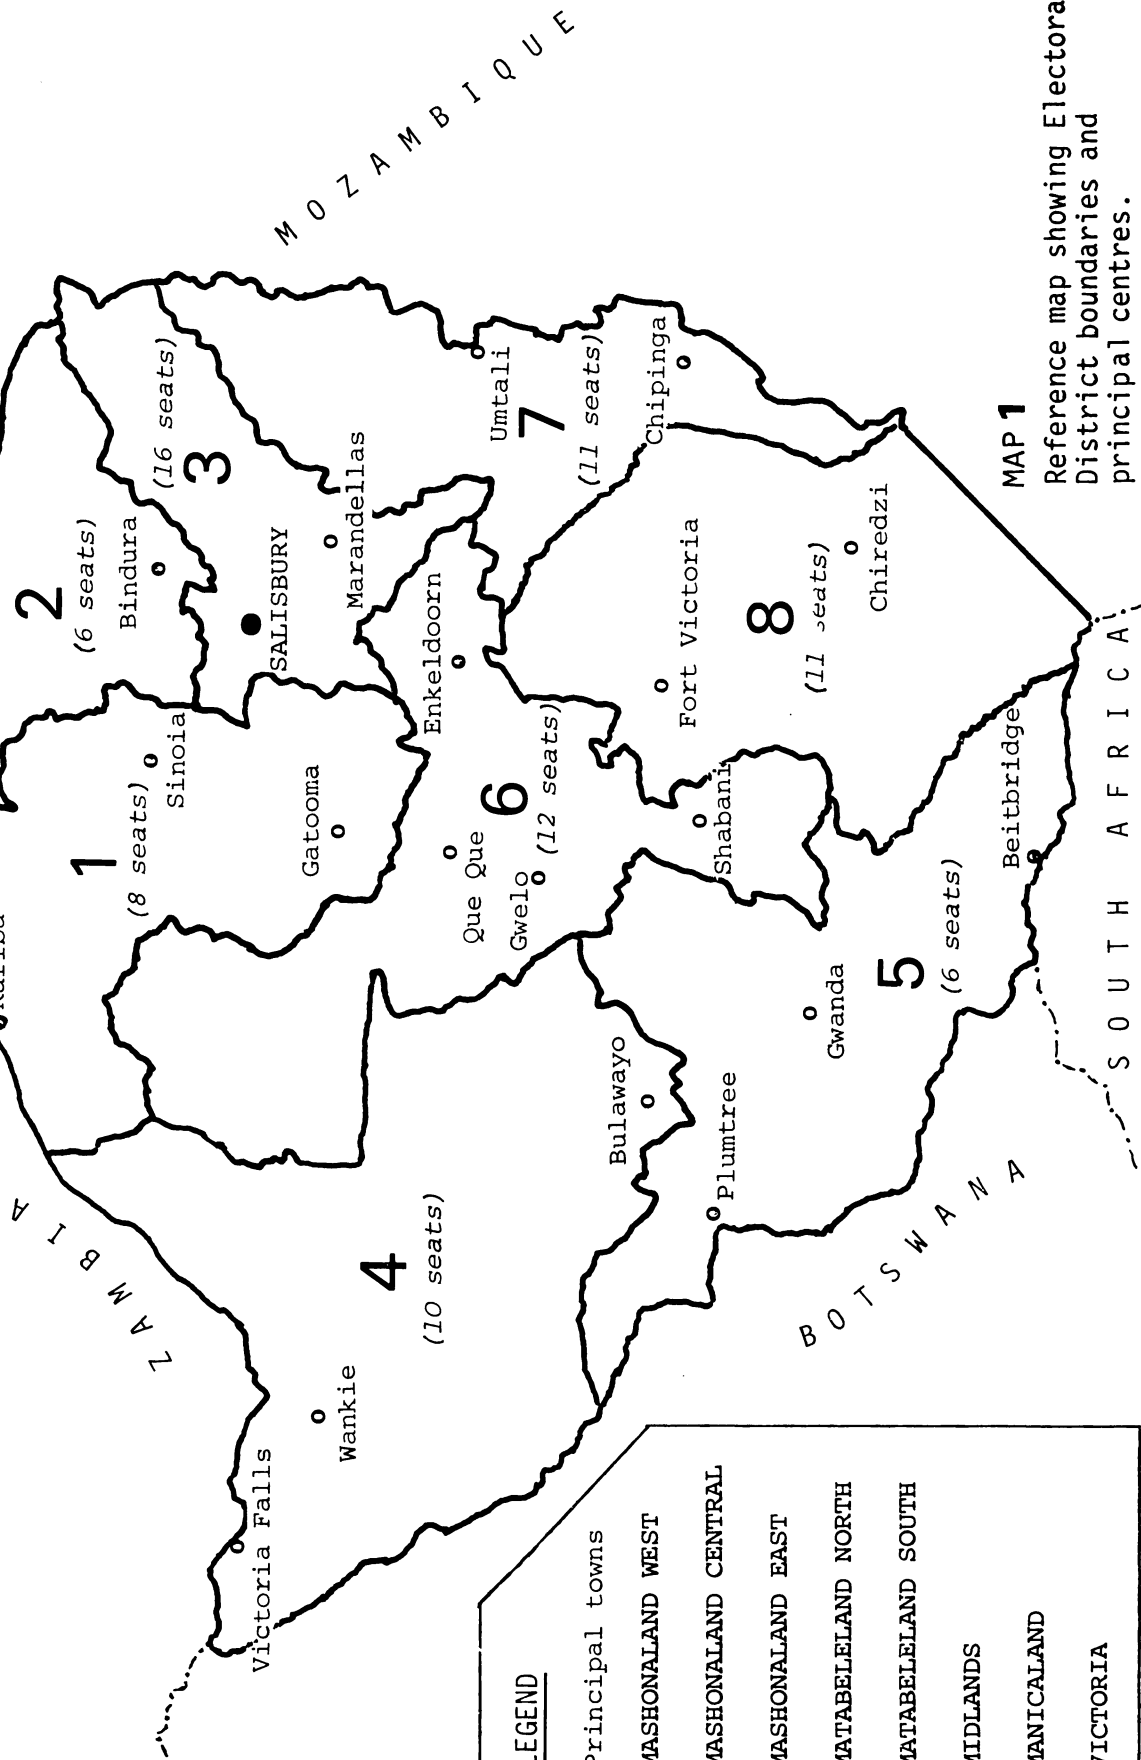 MOZAMBIQUE
ZAMBIA
BOTSWANA
SOUTH AFRICA
2
(6 seats)
Bindura
(16 seats)
3
SALISBURY
Marandellas
1
(8 seats)
Sinoia
Gatooma
Enkeldoorn
Umtali
7
(11 seats)
Chipinga
Que Que
6
Gwelo
(12 seats)
Fort Victoria
8
(11 seats)
Chiredzi
Shabani
Victoria Falls
Wankie
4
(10 seats)
Bulawayo
Plumtree
Gwanda
5
(6 seats)
Beitbridge
MAP 1
Reference map showing Electora
District boundaries and
principal centres.
LEGEND
Principal towns
MASHONALAND WEST
MASHONALAND CENTRAL
MASHONALAND EAST
MATABELELAND NORTH
MATABELELAND SOUTH
MIDLANDS
MANICALAND
VICTORIA